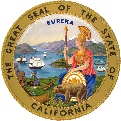 THE GREAT SEAL OF THE STATE OF CALIFORNIA
EUREKA